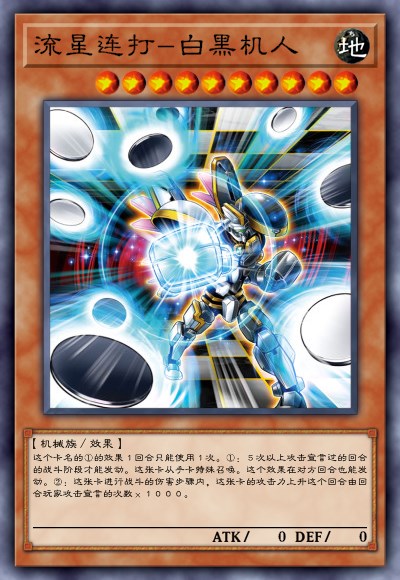 流星连打-白黑机人
地
【机械族/效果】
这个卡名的①的效果1回合只能使用1次。①：5次以上攻击宣言过的回合
的战斗阶段才能发动。这张卡从手卡特殊召唤。这个效果在对方回合也能发
动。②：这张卡进行战斗的伤害步骤内，这张卡的攻击力上升这个回合由回
合玩家攻击宣言的次数×1000。
ATK/ 0 DEF/ 0